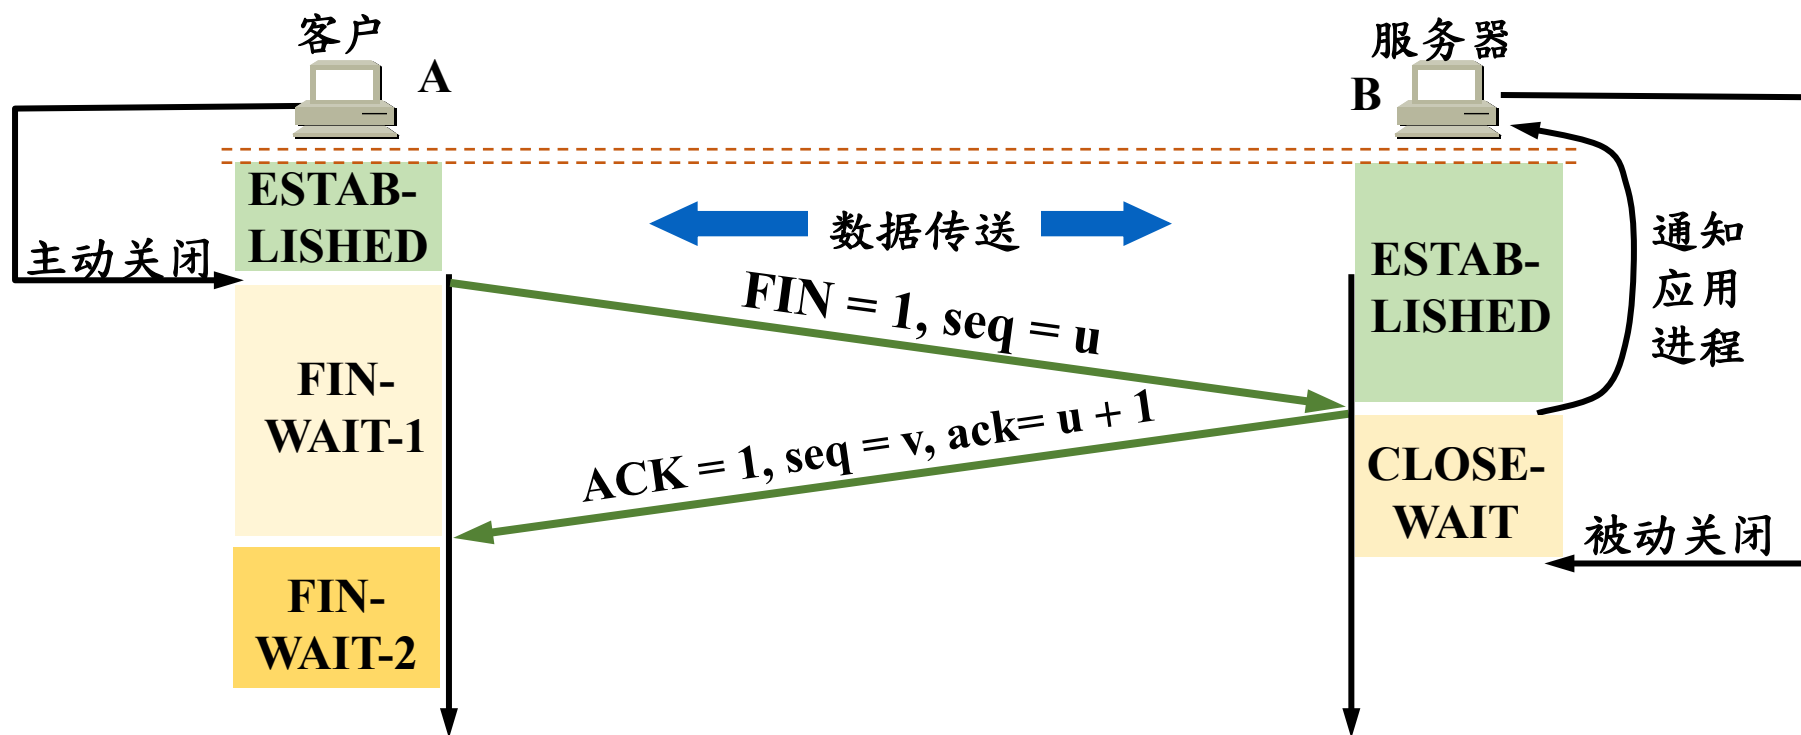 客户
服务器
A
B
ESTAB-
LISHED
数据传送
主动关闭
ESTAB-
LISHED
通知
应用
进程
FIN = 1, seq = u
FIN-
WAIT-1
ACK = 1, seq = v, ack= u + 1
CLOSE-
WAIT
被动关闭
FIN-
WAIT-2